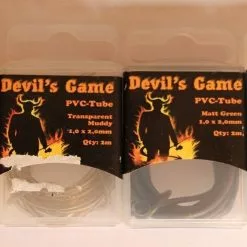 Devil's Game
PVC-Tube
Transparent
Muddy
1,0 x 2,0mm
Qty: 2m
Devil's Game
PVC-Tube
Matt Green
1,0 x 2,0mm
Qty: 2m